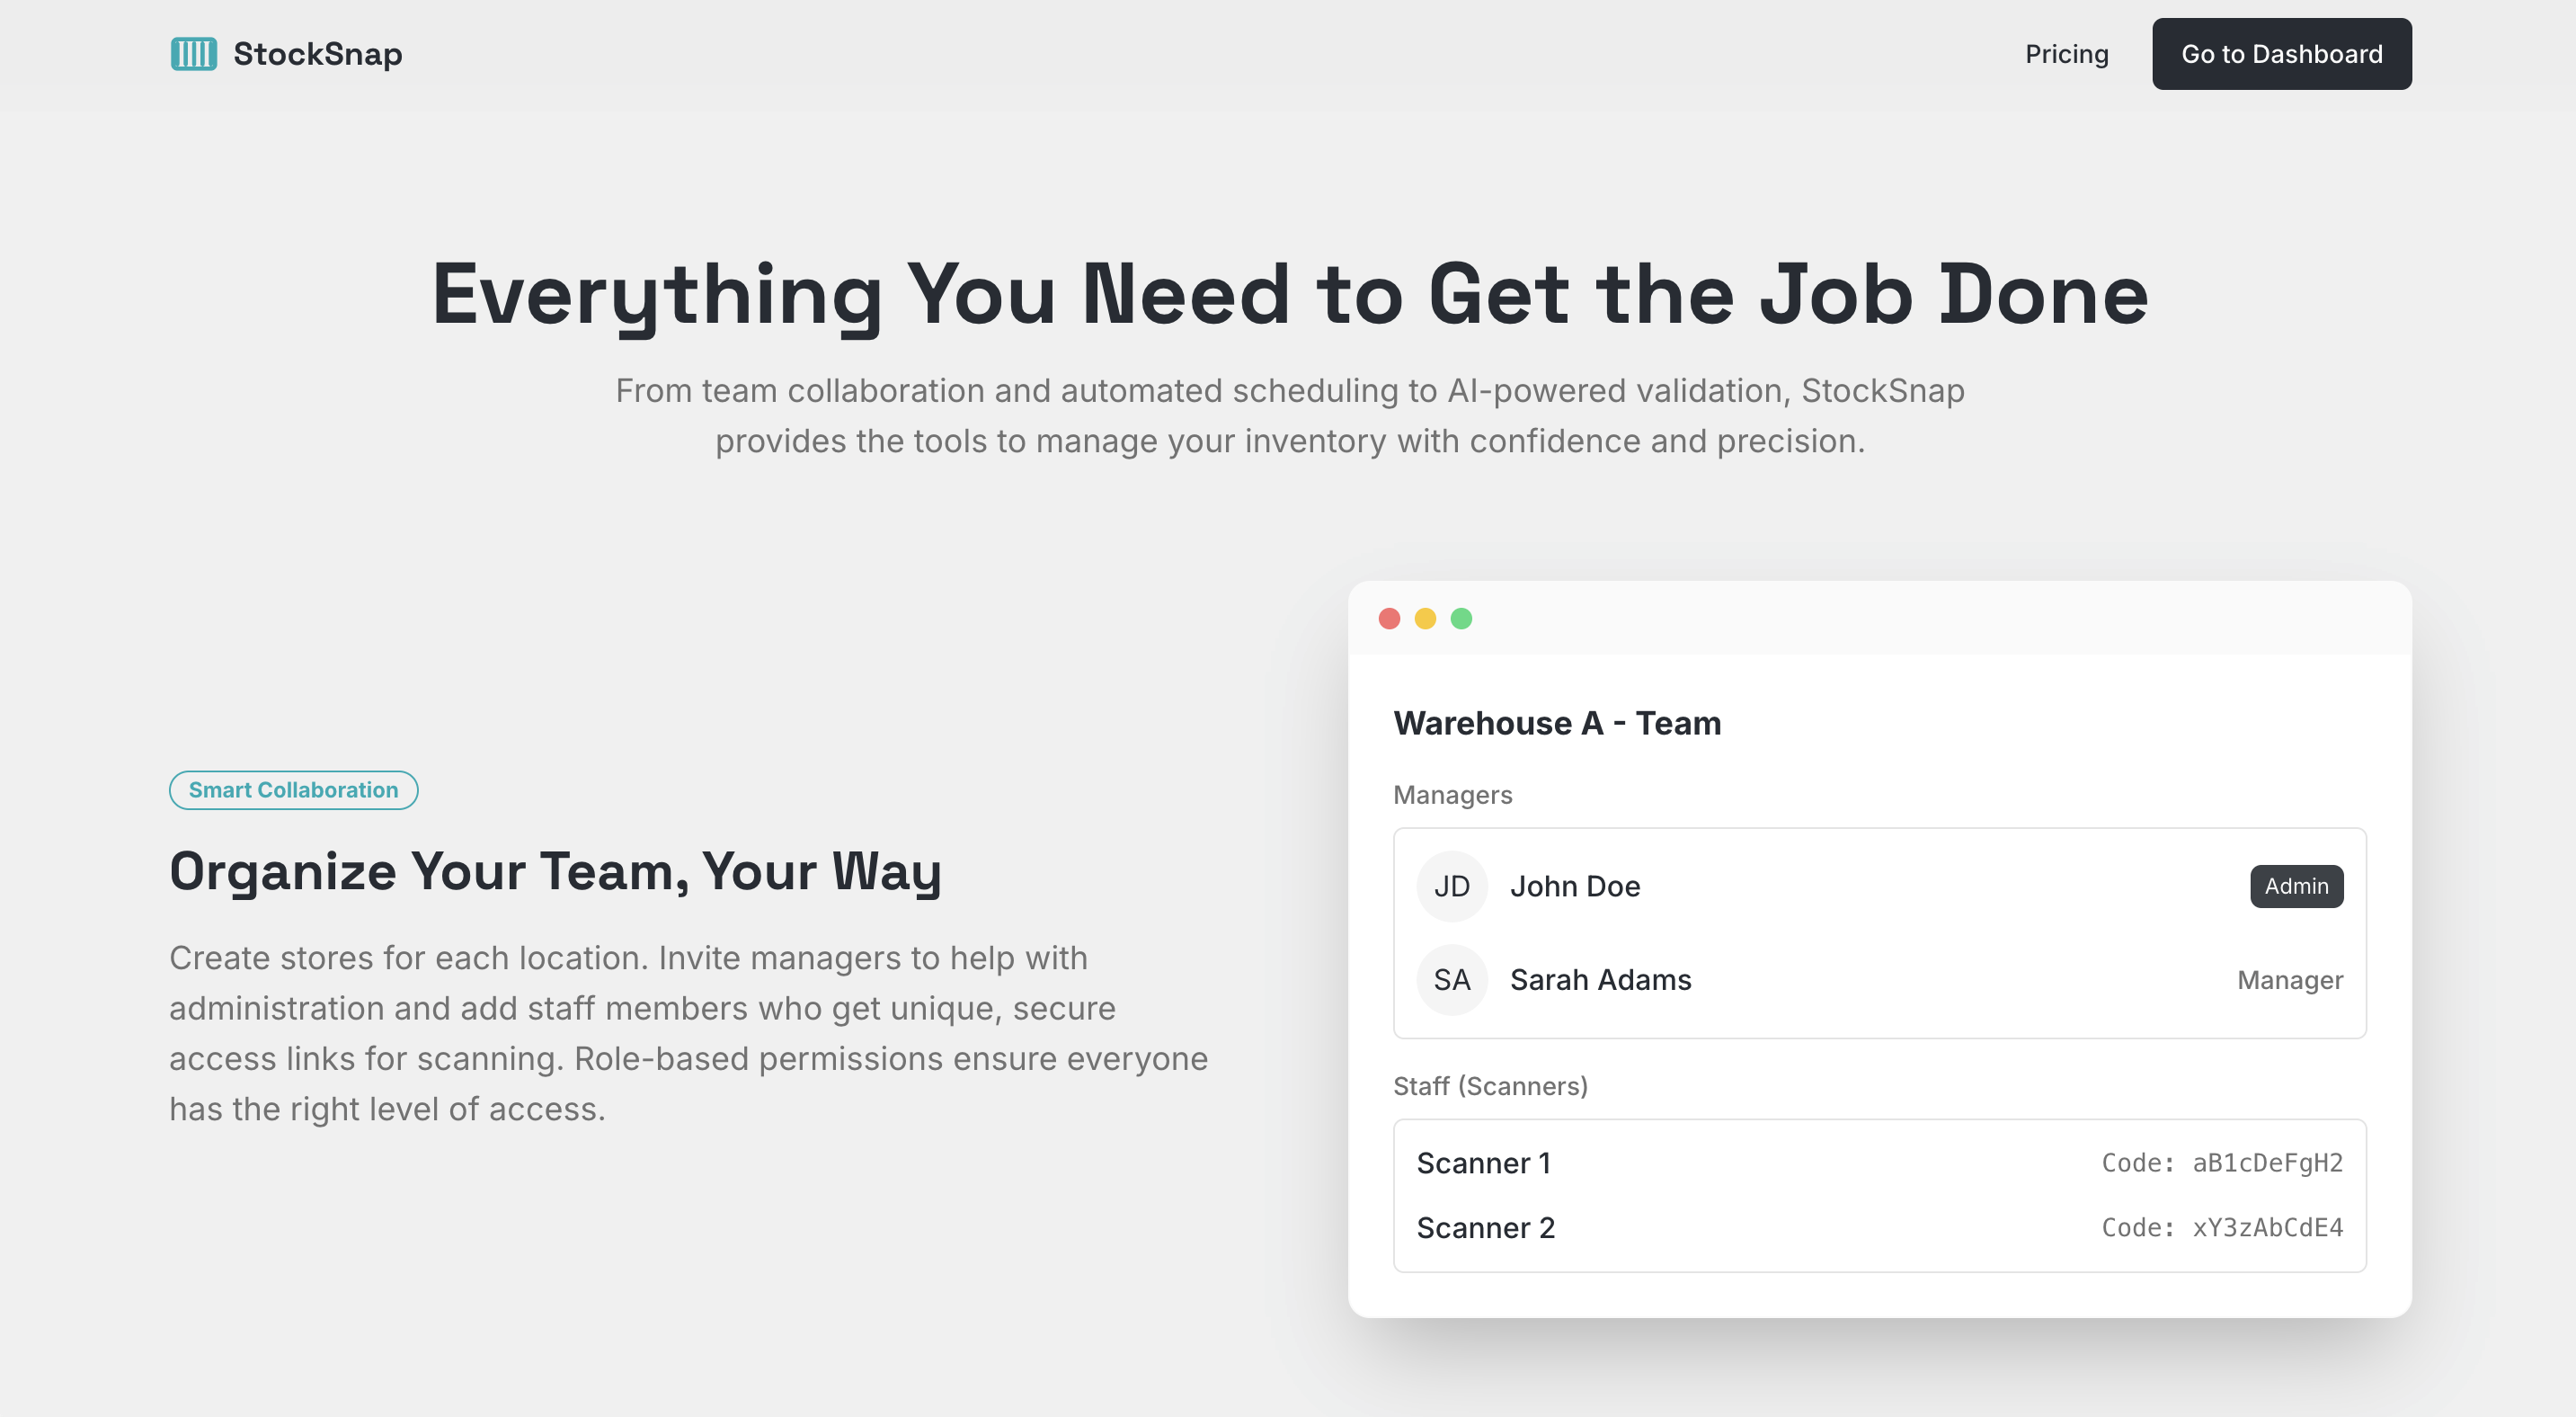 StockSnap
Pricing
Go to Dashboard
Everything You Need to Get the Job Done
From team collaboration and automated scheduling to AI-powered validation, StockSnap
provides the tools to manage your inventory with confidence and precision.
Smart Collaboration
Organize Your Team, Your Way
Create stores for each location. Invite managers to help with
administration and add staff members who get unique, secure
access links for scanning. Role-based permissions ensure everyone
has the right level of access.
Warehouse A - Team
Managers
JD John Doe Admin
SA Sarah Adams Manager
Staff (Scanners)
Scanner 1 Code: aB1cDeFgH2
Scanner 2 Code: xY3zAbCdE4